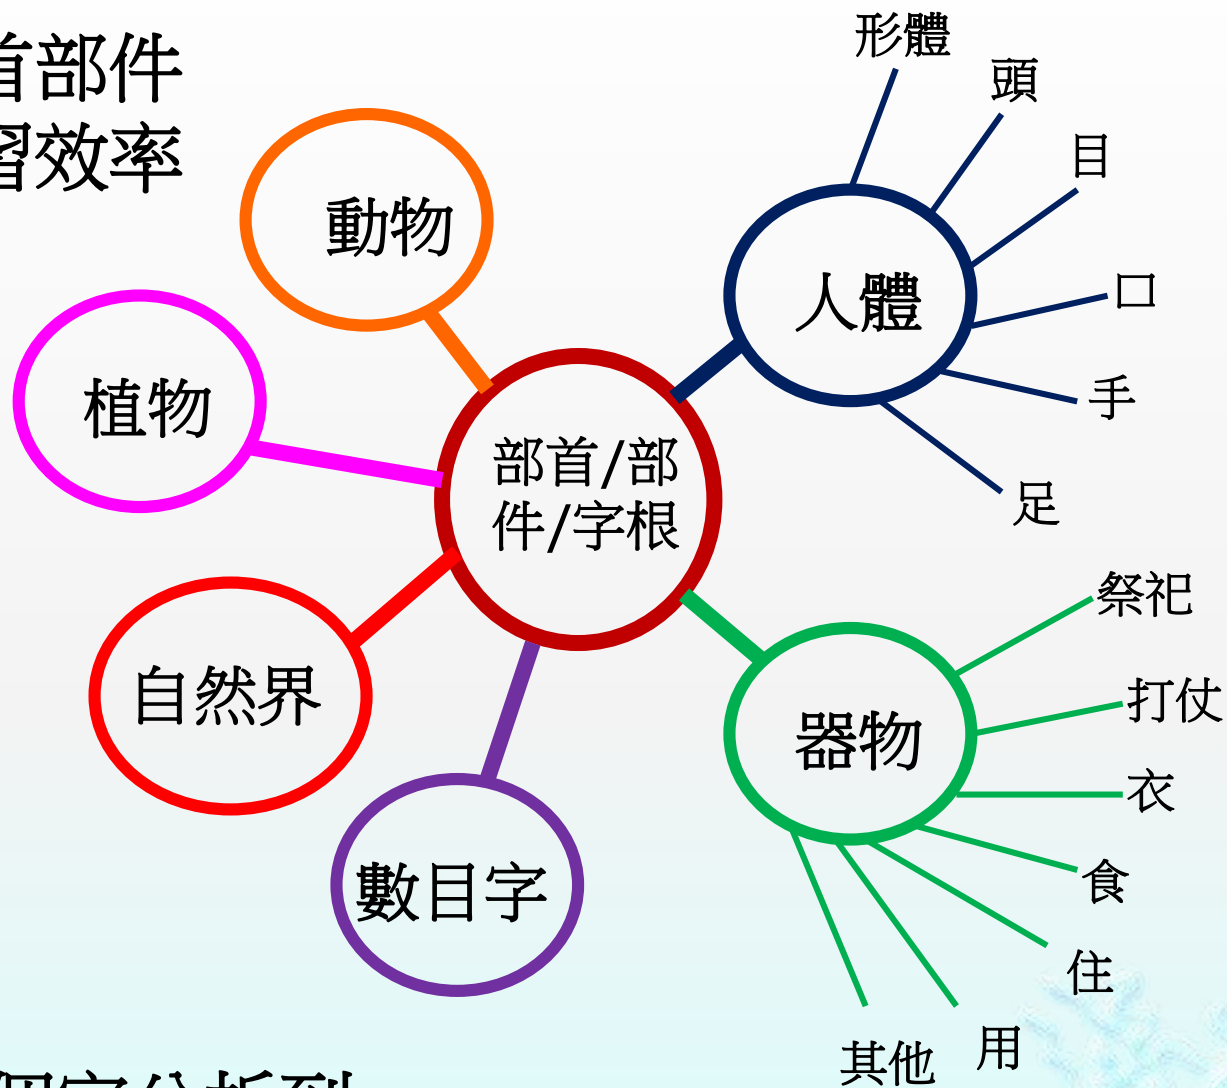 首部件
習效率
動物
植物
自然界
數目字
部首/部
件/字根
人體
形體
頭
目
口
手
足
器物
祭祀
打仗
衣
食
住
用
其他